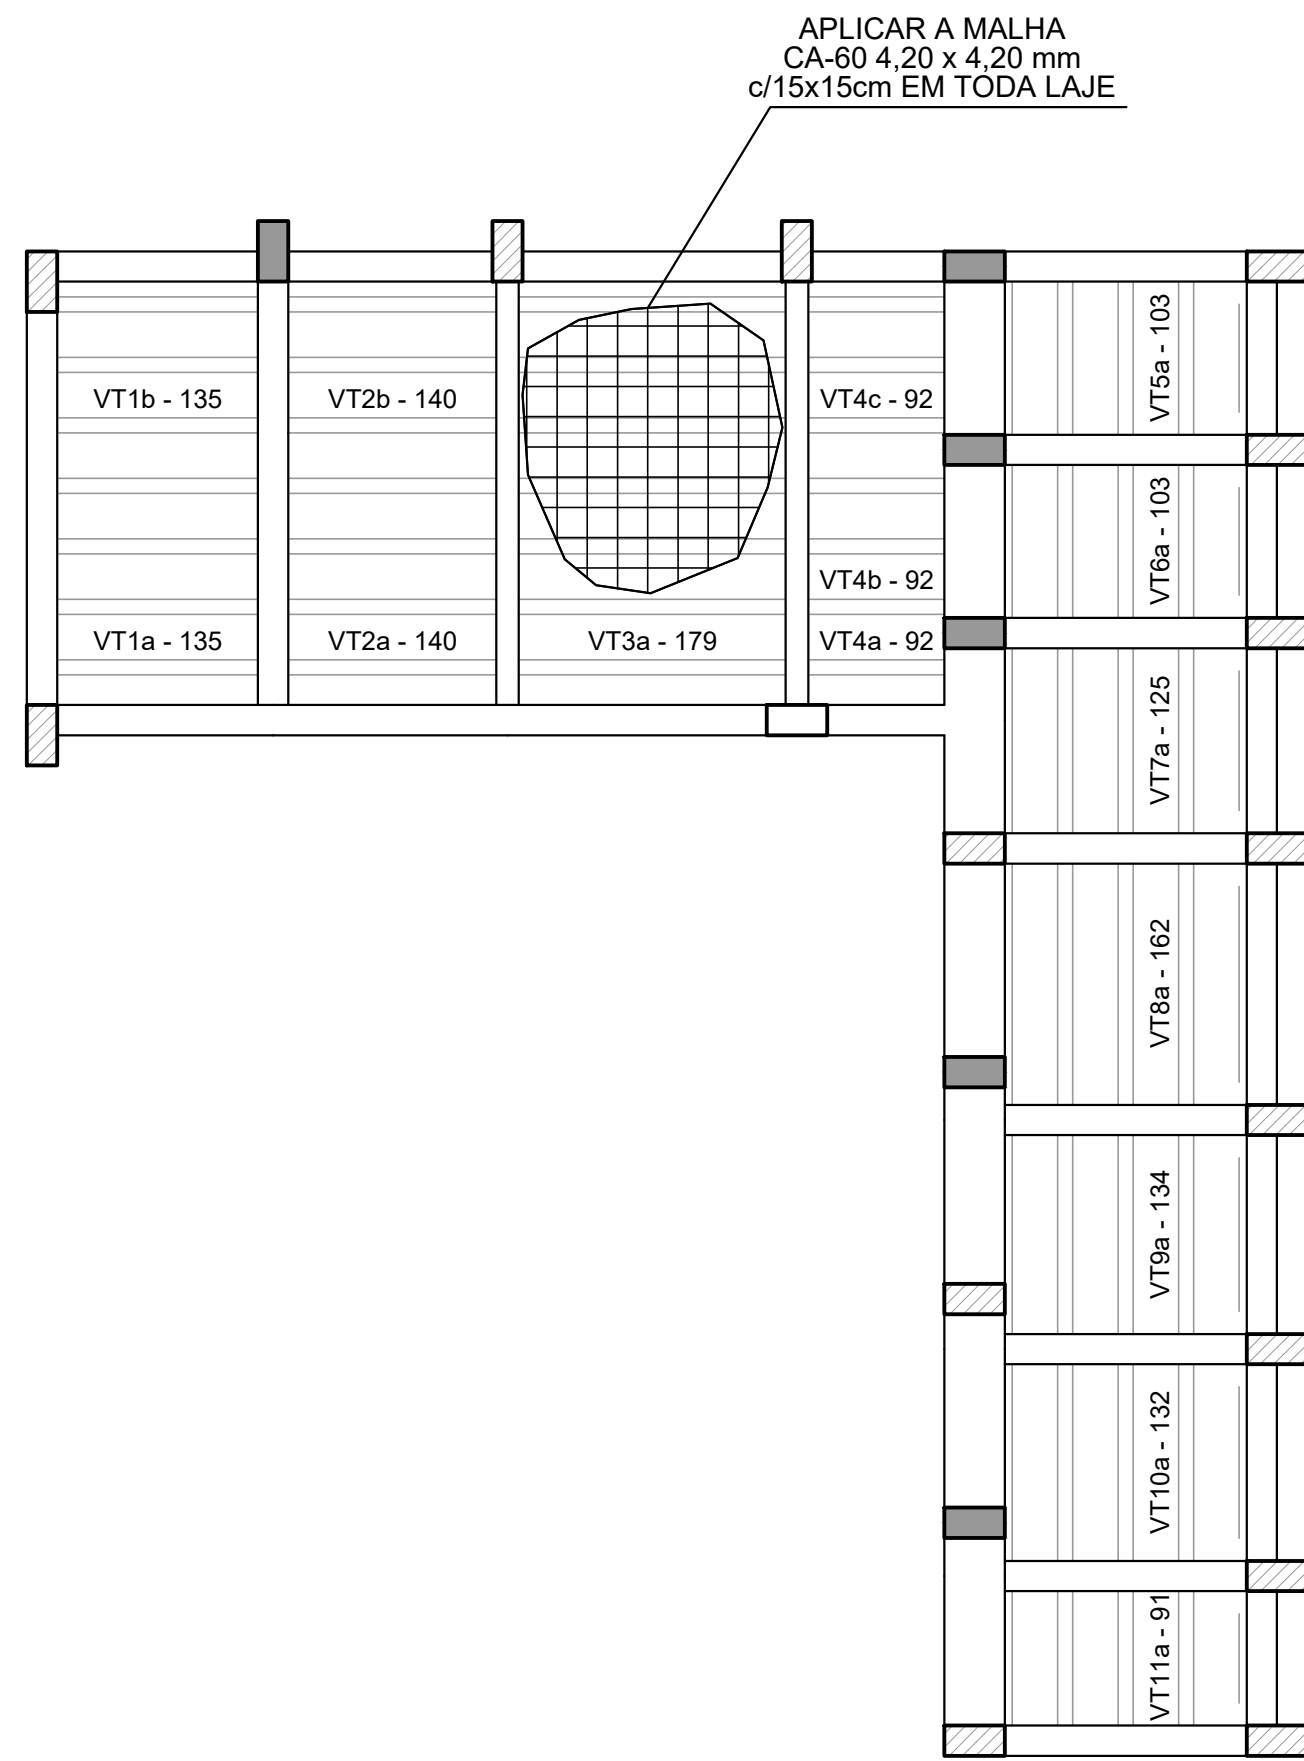 APLICAR A MALHA
CA-60 4,20 x 4,20 mm
c/15x15cm EM TODA LAJE
VT1b - 135
VT2b - 140
VT4c - 92
VT4b - 92
VT1a - 135
VT2a - 140
VT3a - 179
VT4a - 92
VT5a - 103
VT6a - 103
VT7a - 125
VT8a - 162
VT9a - 134
VT10a - 132
VT11a - 91